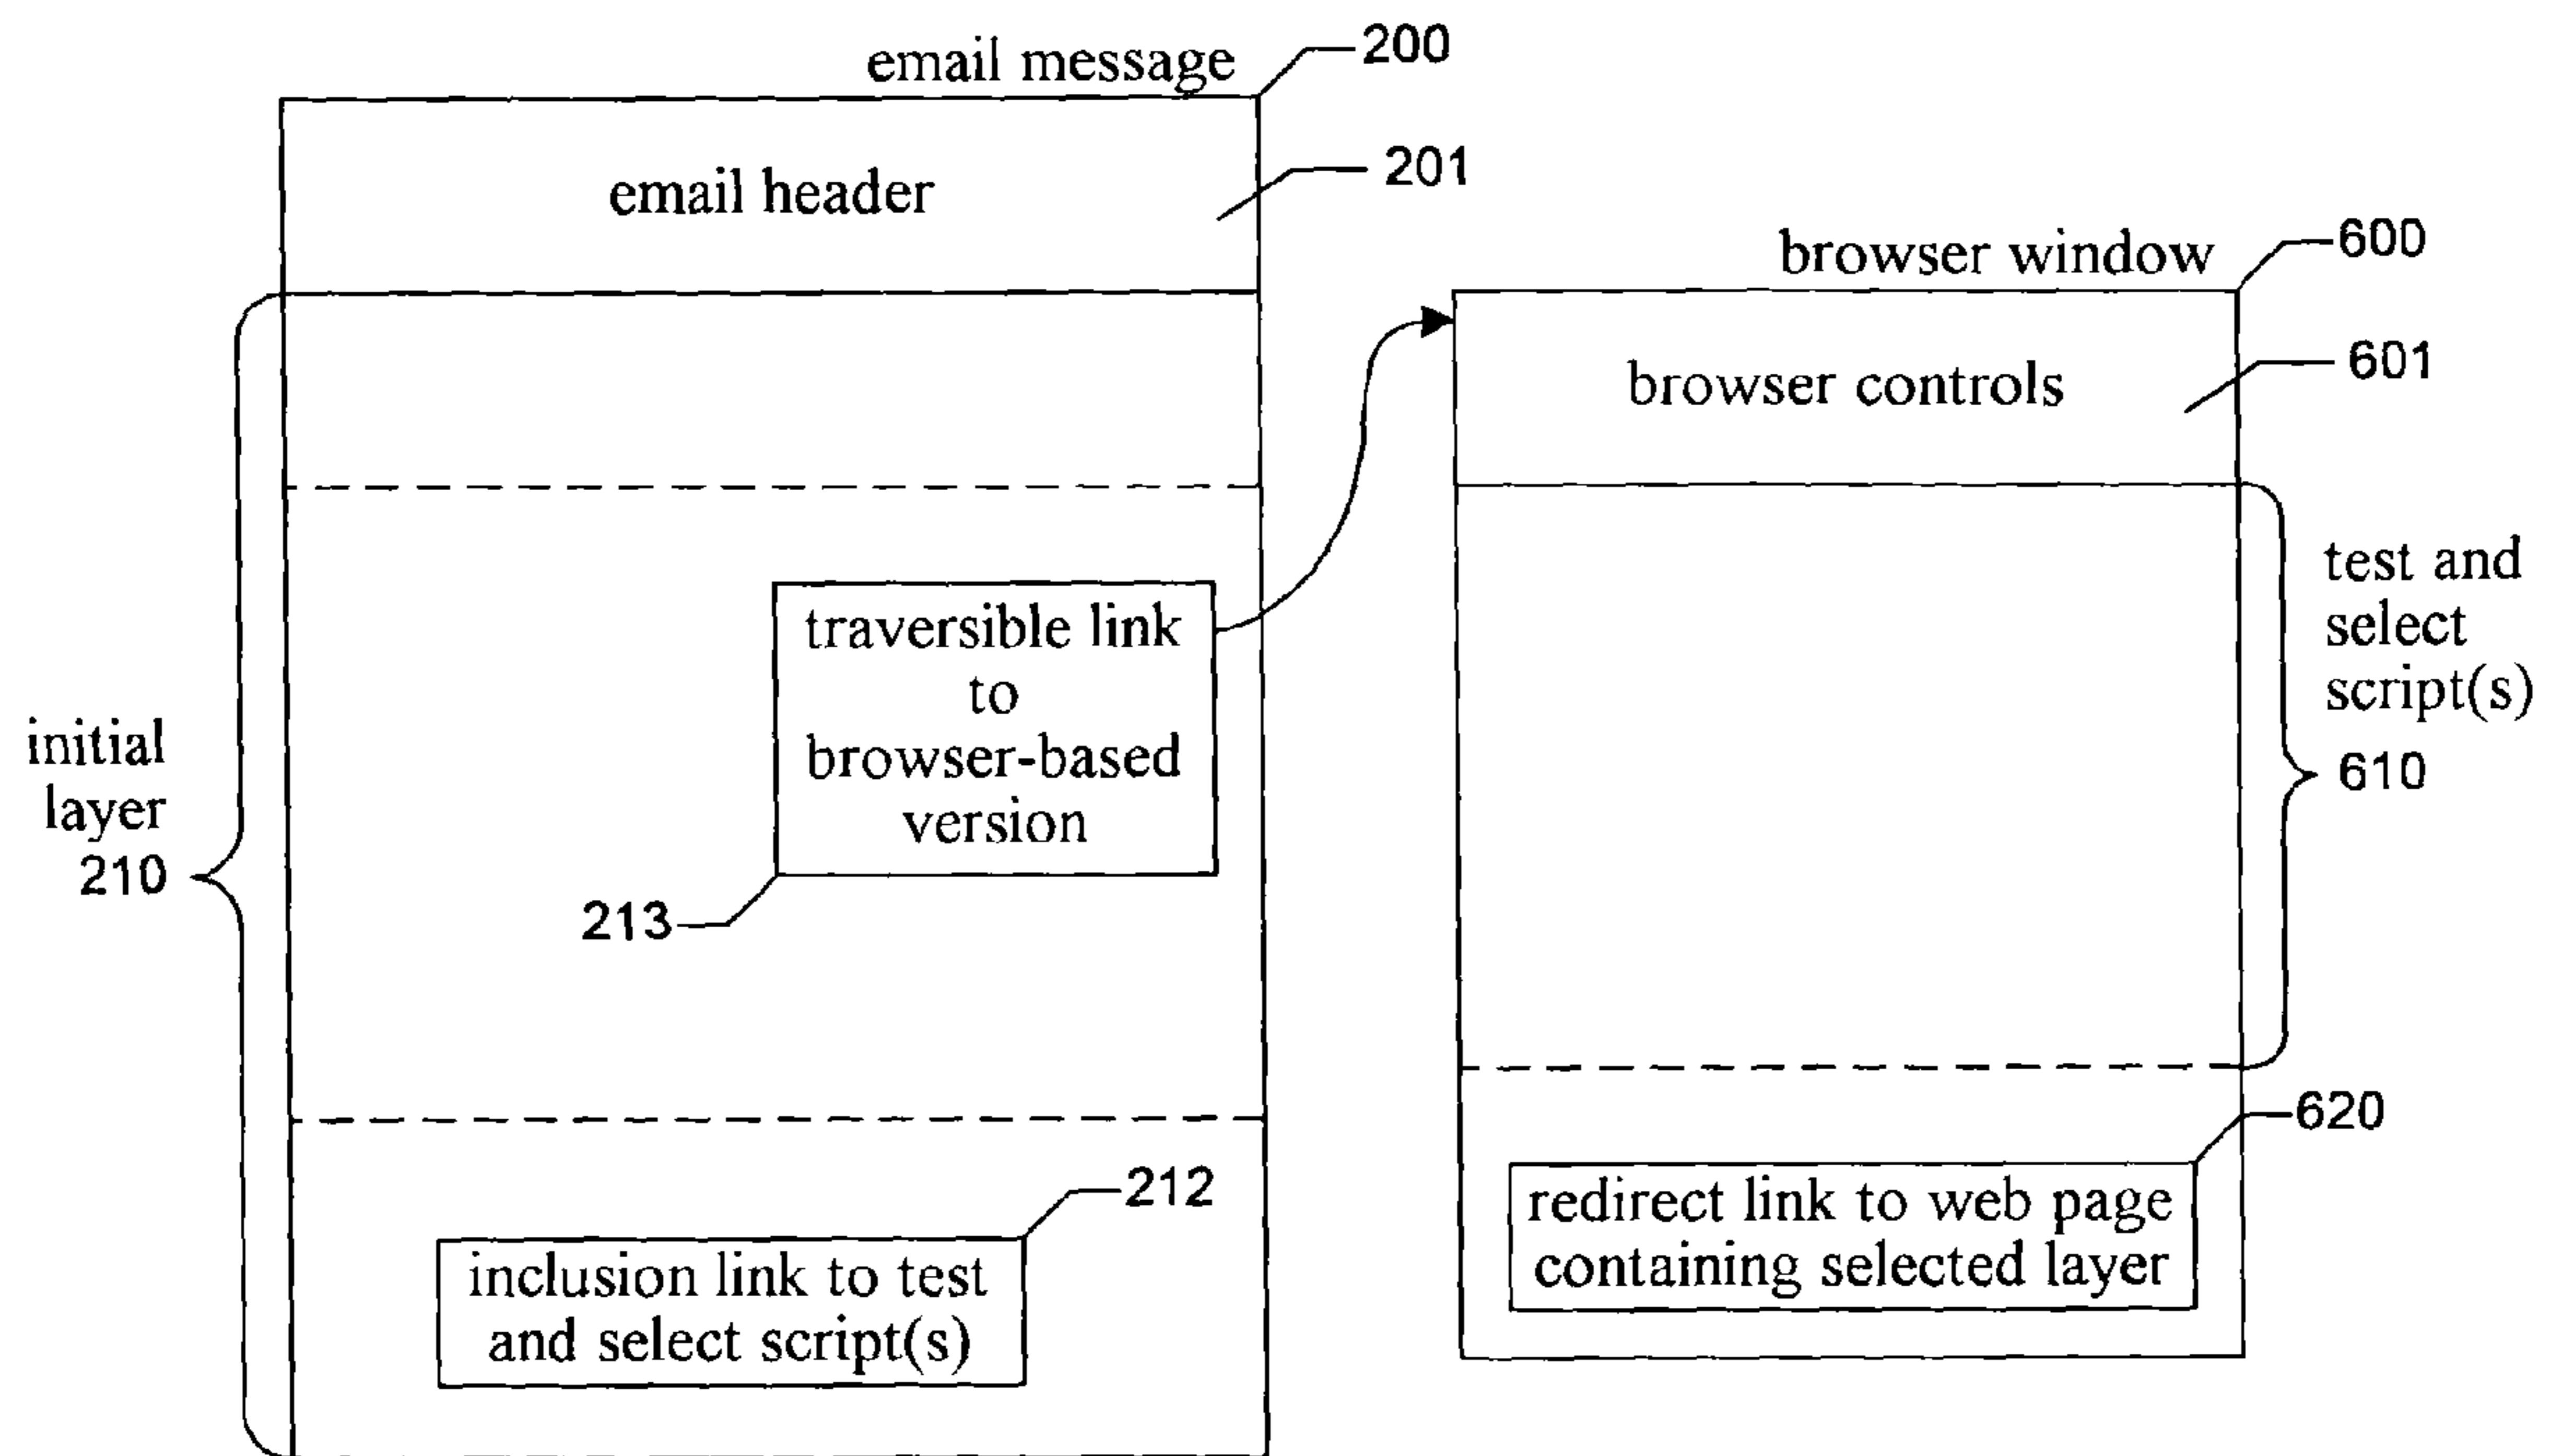 email message
200
email header
201
initial
layer
210
traversible link
to
browser-based
version
213
212
inclusion link to test
and select script(s)
browser window
600
browser controls
601
test and
select
script(s)
610
620
redirect link to web page
containing selected layer